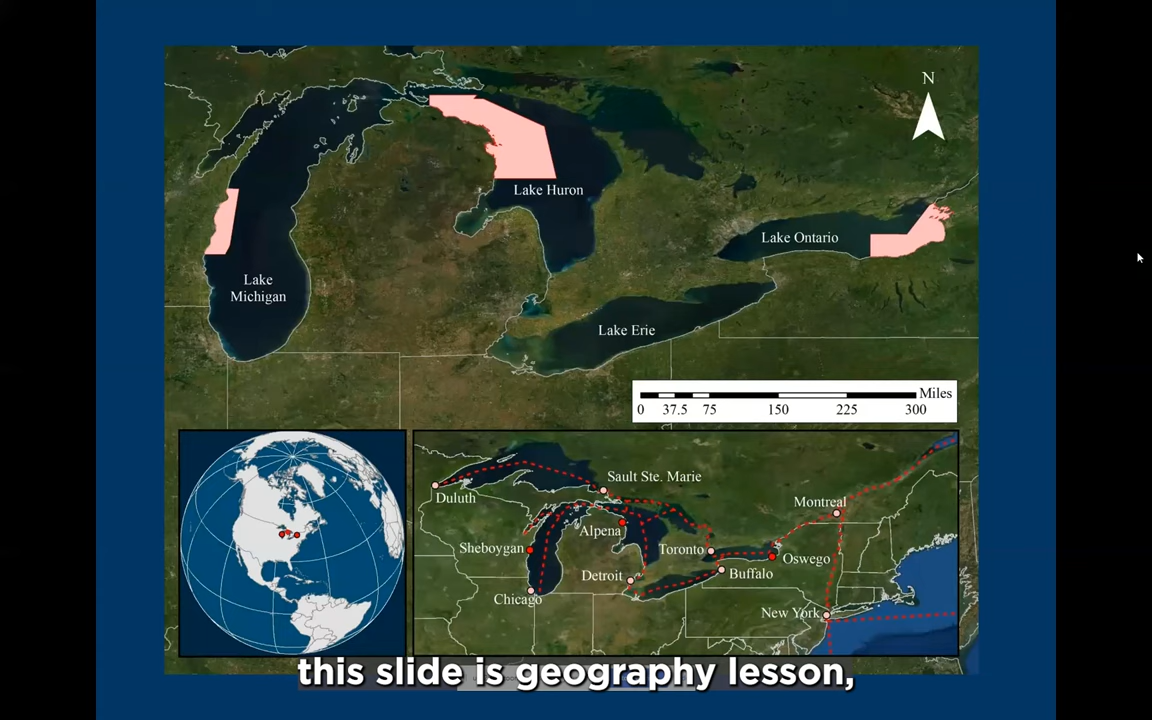 N
Lake Huron
Lake Ontario
Lake
Michigan
Lake Erie
Miles
0 37.5 75 150 225 300
Sault Ste. Marie
Duluth
Montreal
Alpena
Sheboygan
Toronto
Oswego
Detroit
Buffalo
Chicago
New York
this slide is geography lesson,